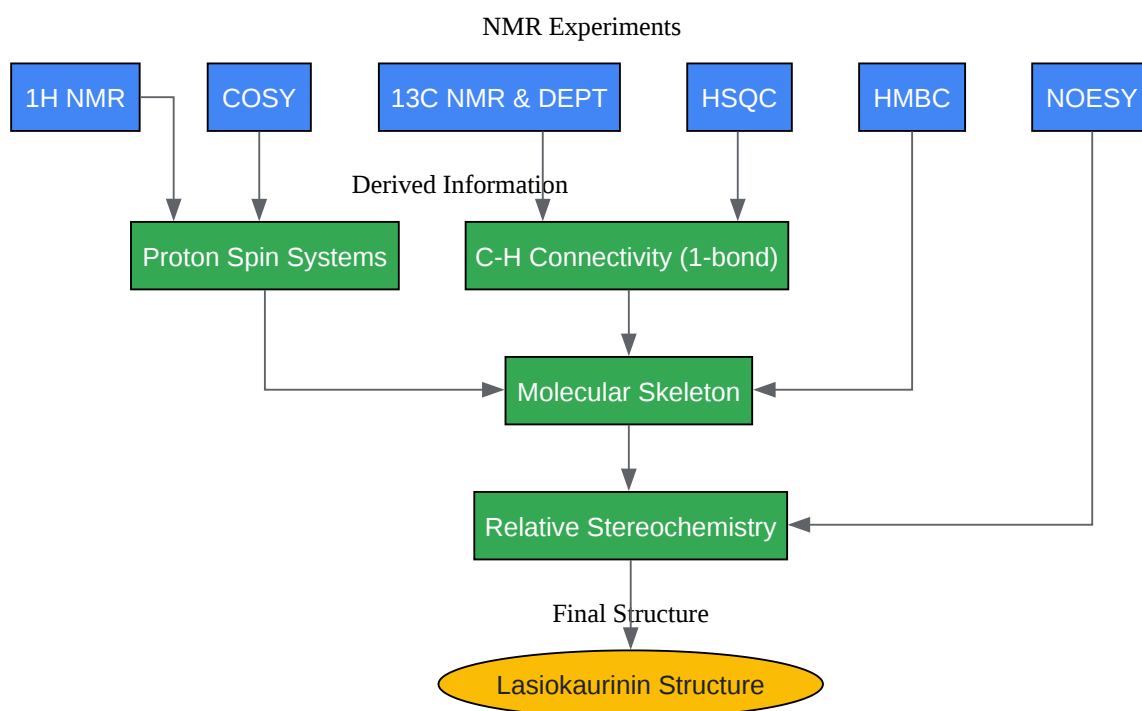 NMR Experiments
1H NMR
COSY
13C NMR & DEPT
HSQC
HMBC
NOESY
Derived Information
Proton Spin Systems
C-H Connectivity (1-bond)
Molecular Skeleton
Relative Stereochemistry
Final Structure
Lasiokaurinin Structure